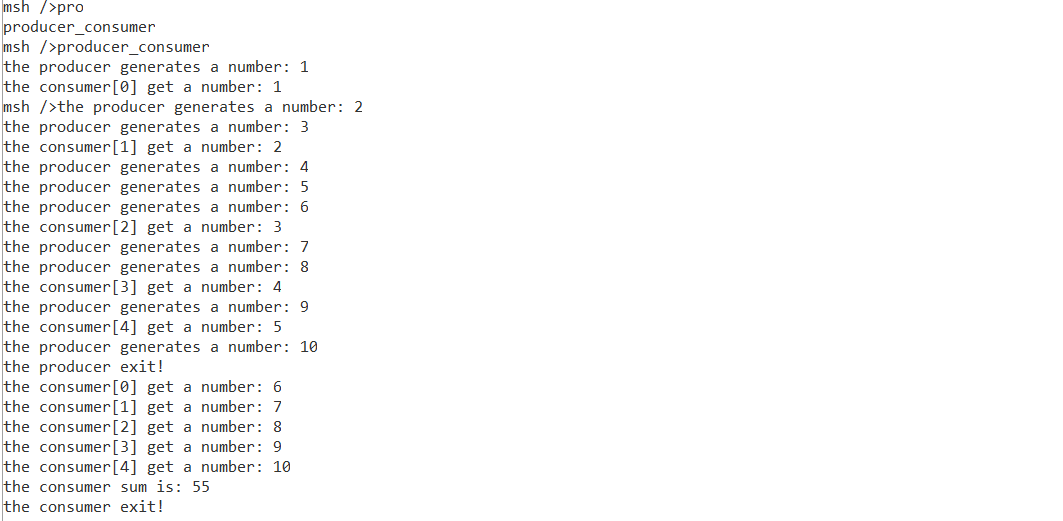 msh />pro
producer_consumer
msh />producer_consumer
the producer generates a number: 1
the consumer[0] get a number: 1
msh />the producer generates a number: 2
the producer generates a number: 3
the consumer[1] get a number: 2
the producer generates a number: 4
the producer generates a number: 5
the producer generates a number: 6
the consumer[2] get a number: 3
the producer generates a number: 7
the producer generates a number: 8
the consumer[3] get a number: 4
the producer generates a number: 9
the consumer[4] get a number: 5
the producer generates a number: 10
the producer exit!
the consumer[0] get a number: 6
the consumer[1] get a number: 7
the consumer[2] get a number: 8
the consumer[3] get a number: 9
the consumer[4] get a number: 10
the consumer sum is: 55
the consumer exit!